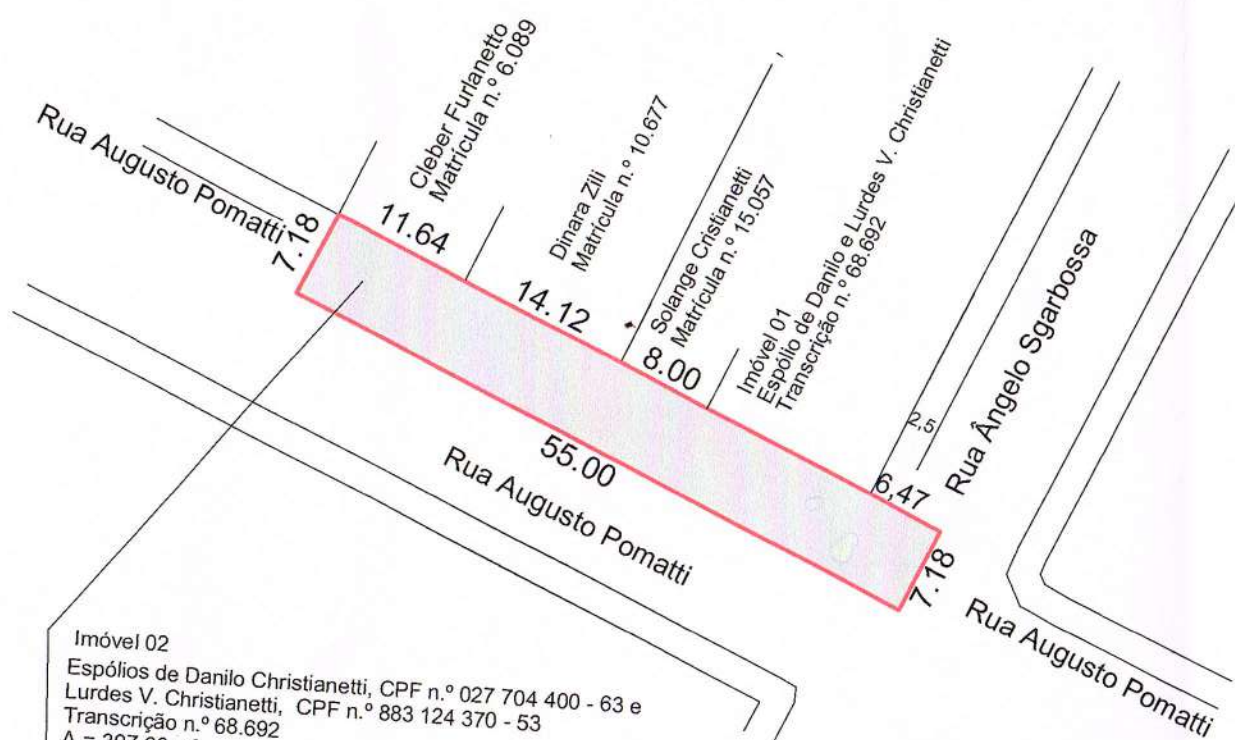 Rua Augusto Pomatti
7.18
Cleber Furlanetto
Matrícula n.º 6.089
11.64
Dinara Zili
Matrícula n.º 10.677
14.12
Solange Cristianetti
Matrícula n.º 15.057
8.00
Imóvel 01
Espólio de Danilo e Lurdes V. Christianetti
Transcrição n.º 68.692
2,5
Rua Ângelo Sgarbossa
6,47
7.18
55.00
Rua Augusto Pomatti
Rua Augusto Pomatti
Imóvel 02
Espólios de Danilo Christianetti, CPF n.º 027 704 400 - 63 e
Lurdes V. Christianetti, CPF n.º 883 124 370 - 53
Transcrição n.º 68.692